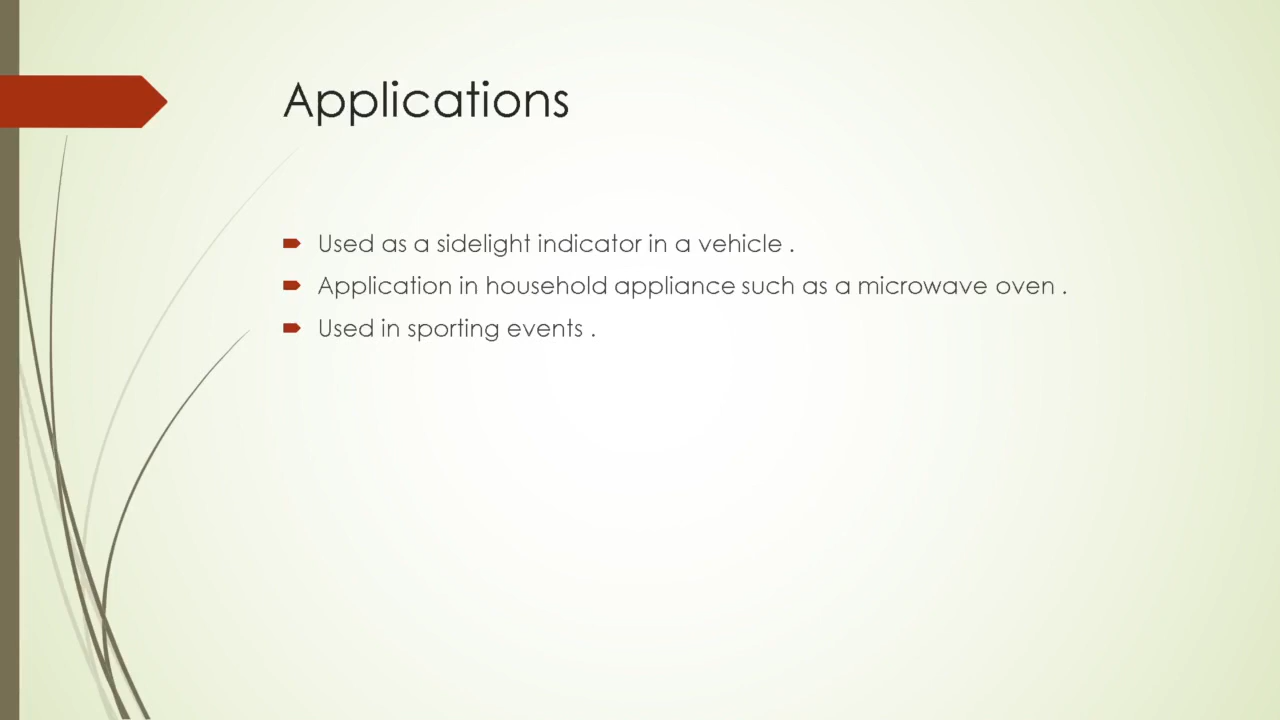 Applications
Used as a sidelight indicator in a vehicle .
Application in household appliance such as a microwave oven .
Used in sporting events .